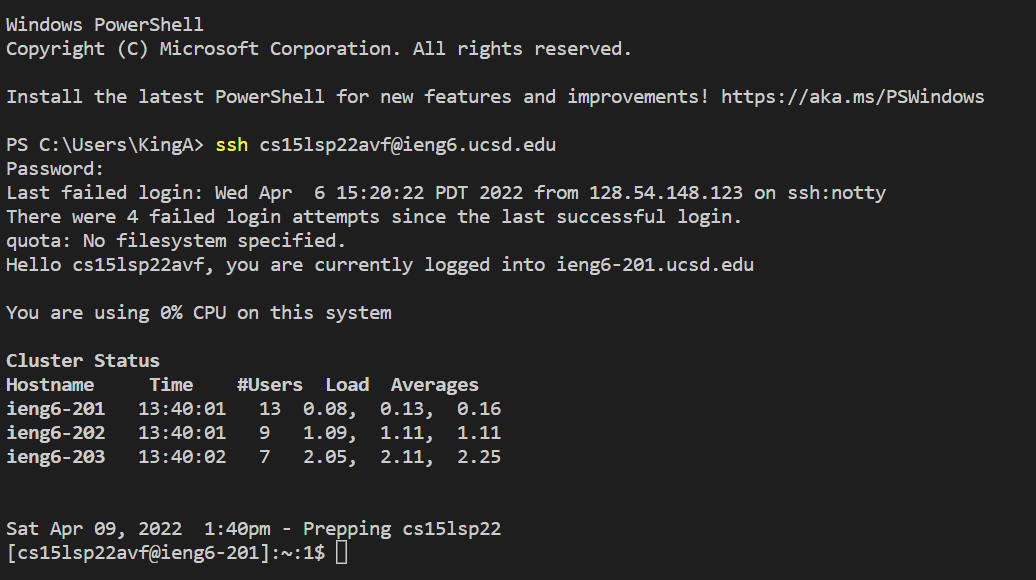 Windows PowerShell
Copyright (C) Microsoft Corporation. All rights reserved.
Install the latest PowerShell for new features and improvements! https://aka.ms/PSWindows
PS C:\Users\KingA> ssh cs15lsp22avf@ieng6.ucsd.edu
Password:
Last failed login: Wed Apr  6 15:20:22 PDT 2022 from 128.54.148.123 on ssh:notty
There were 4 failed login attempts since the last successful login.
quota: No filesystem specified.
Hello cs15lsp22avf, you are currently logged into ieng6-201.ucsd.edu
You are using 0% CPU on this system
Cluster Status
Hostname     Time    #Users  Load  Averages
ieng6-201   13:40:01   13  0.08,  0.13,  0.16
ieng6-202   13:40:01   9   1.09,  1.11,  1.11
ieng6-203   13:40:02   7   2.05,  2.11,  2.25
Sat Apr 09, 2022  1:40pm - Prepping cs15lsp22
[cs15lsp22avf@ieng6-201]:~:1$